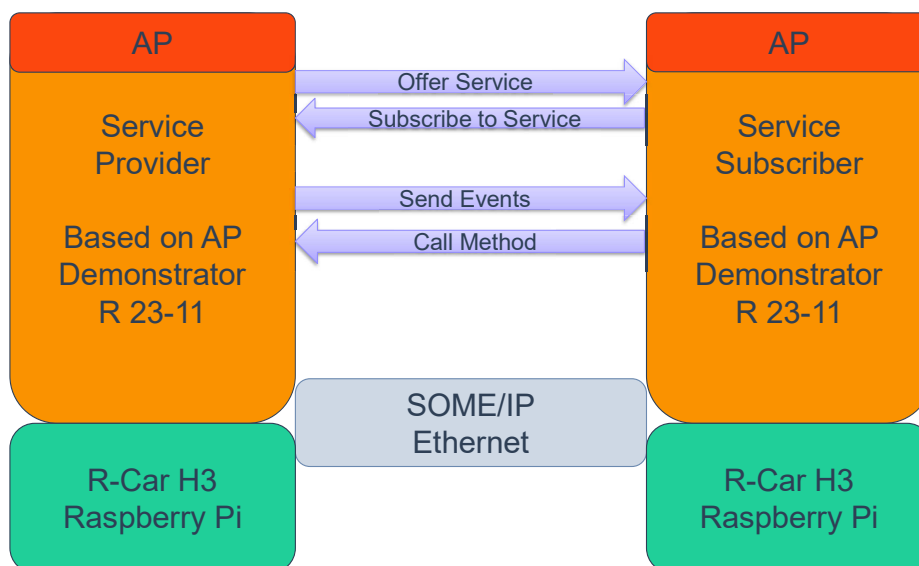 AP
Service
Provider
Based on AP
Demonstrator
R 23-11
R-Car H3
Raspberry Pi
Offer Service
Subscribe to Service
Send Events
Call Method
SOME/IP
Ethernet
AP
Service
Subscriber
Based on AP
Demonstrator
R 23-11
R-Car H3
Raspberry Pi